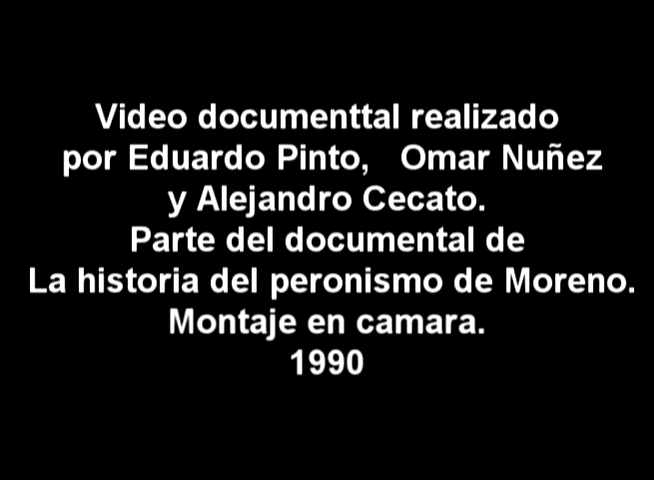 Video documenttal realizado
por Eduardo Pinto, Omar Nuñez
y Alejandro Cecato.
Parte del documental de
La historia del peronismo de Moreno.
Montaje en camara.
1990